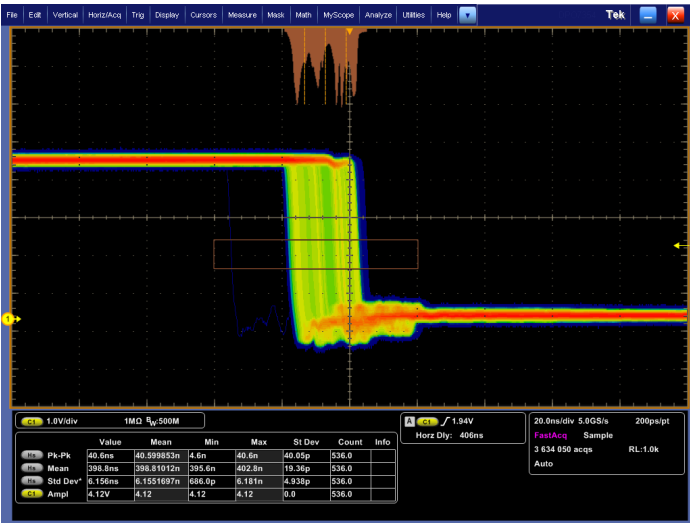 File Edit Vertical Horiz/Acq Trig Display Cursors Measure Mask Math MyScope Analyze Utilities Help Tek
1
C1 1.0V/div 1MΩ BW:500M
A C1 1.94V
Horz Dly: 406ns
20.0ns/div 5.0GS/s 200ps/pt
FastAcq Sample
3 634 050 acqs RL:1.0k
Auto
Value Mean Min Max St Dev Count Info
Hs Pk-Pk 40.6ns 40.599853n 4.6n 40.6n 40.05p 536.0
Hs Mean 398.8ns 398.81012n 395.6n 402.8n 19.36p 536.0
Hs Std Dev* 6.156ns 6.1551697n 686.0p 6.181n 4.938p 536.0
C1 Ampl 4.12V 4.12 4.12 4.12 0.0 536.0